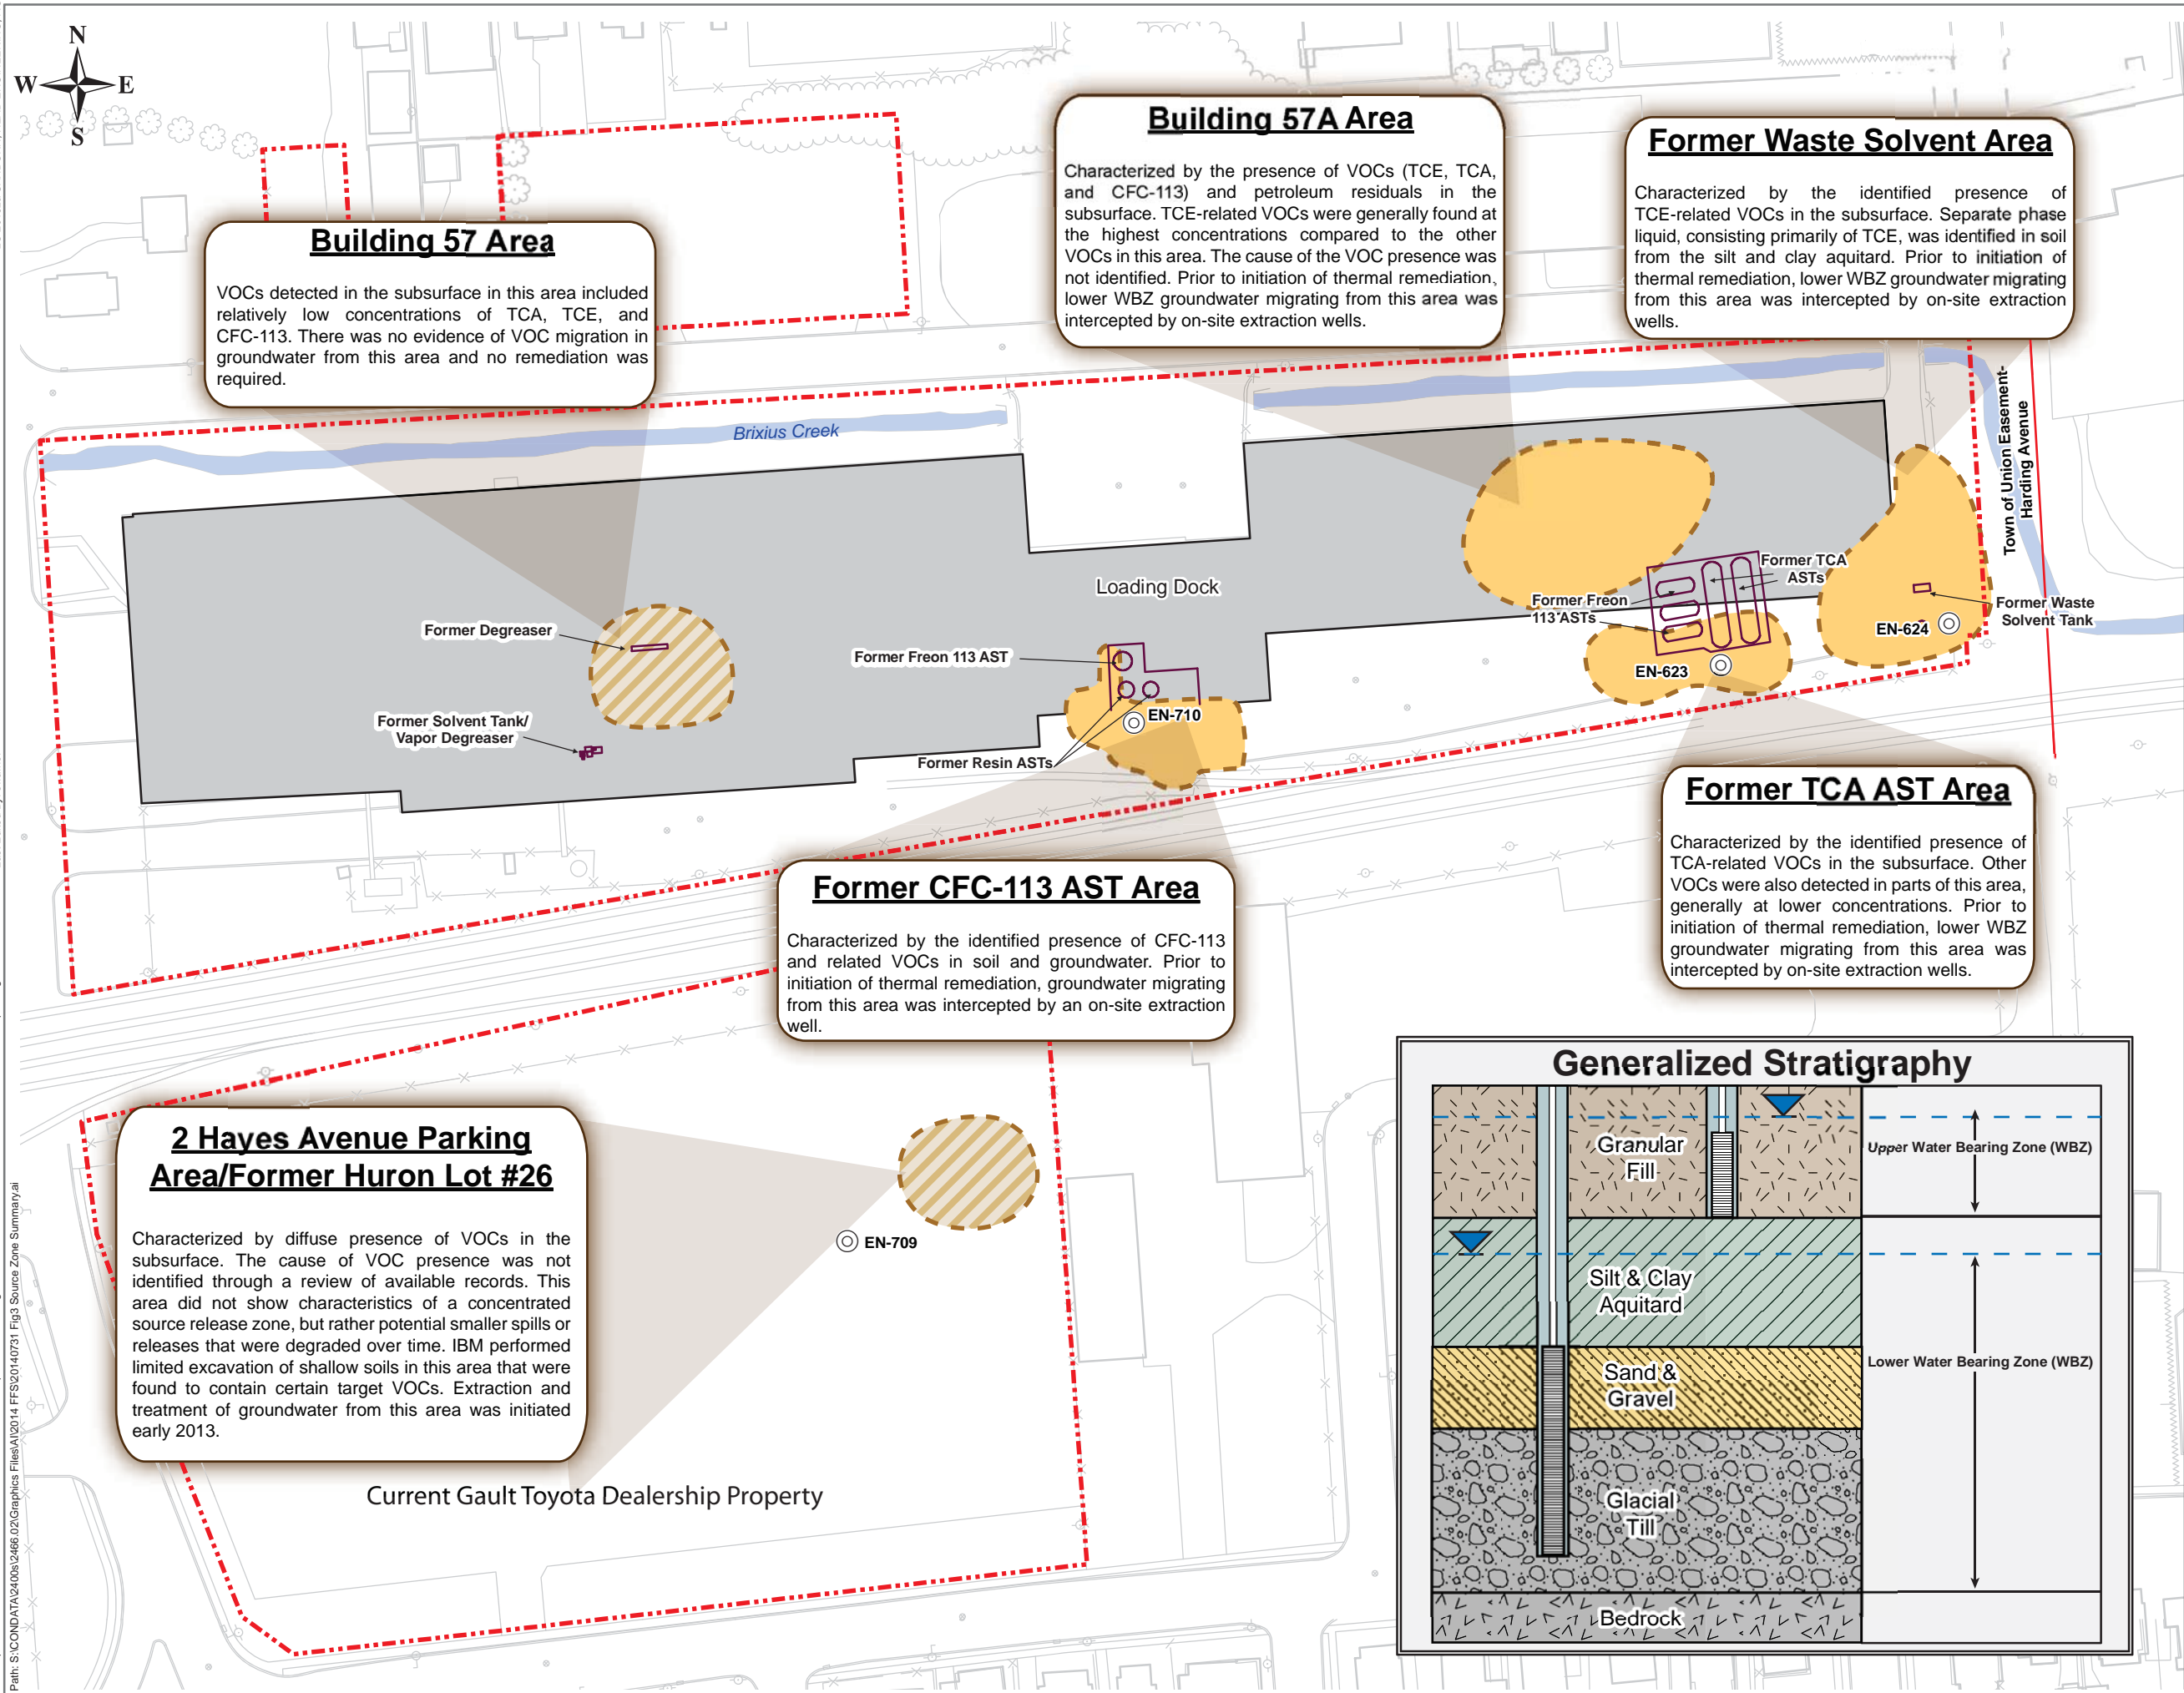 N
W E
S
Building 57 Area
VOCs detected in the subsurface in this area included
relatively low concentrations of TCA, TCE, and
CFC-113. There was no evidence of VOC migration in
groundwater from this area and no remediation was
required.
Building 57A Area
Characterized by the presence of VOCs (TCE, TCA,
and CFC-113) and petroleum residuals in the
subsurface. TCE-related VOCs were generally found at
the highest concentrations compared to the other
VOCs in this area. The cause of the VOC presence was
not identified. Prior to initiation of thermal remediation,
lower WBZ groundwater migrating from this area was
intercepted by on-site extraction wells.
Former Waste Solvent Area
Characterized by the identified presence of
TCE-related VOCs in the subsurface. Separate phase
liquid, consisting primarily of TCE, was identified in soil
from the silt and clay aquitard. Prior to initiation of
thermal remediation, lower WBZ groundwater migrating
from this area was intercepted by on-site extraction
wells.
Brixius Creek
Town of Union Easement-
Harding Avenue
Loading Dock
Former TCA
ASTs
Former Freon
113 ASTs
Former Waste
Solvent Tank
EN-624
EN-623
Former Degreaser
Former Freon 113 AST
EN-710
Former Solvent Tank/
Vapor Degreaser
Former Resin ASTs
Former TCA AST Area
Characterized by the identified presence of
TCA-related VOCs in the subsurface. Other
VOCs were also detected in parts of this area,
generally at lower concentrations. Prior to
initiation of thermal remediation, lower WBZ
groundwater migrating from this area was
intercepted by on-site extraction wells.
Former CFC-113 AST Area
Characterized by the identified presence of CFC-113
and related VOCs in soil and groundwater. Prior to
initiation of thermal remediation, groundwater migrating
from this area was intercepted by an on-site extraction
well.
2 Hayes Avenue Parking
Area/Former Huron Lot #26
Characterized by diffuse presence of VOCs in the
subsurface. The cause of VOC presence was not
identified through a review of available records. This
area did not show characteristics of a concentrated
source release zone, but rather potential smaller spills or
releases that were degraded over time. IBM performed
limited excavation of shallow soils in this area that were
found to contain certain target VOCs. Extraction and
treatment of groundwater from this area was initiated
early 2013.
EN-709
Current Gault Toyota Dealership Property
Generalized Stratigraphy
Granular
Fill
Upper Water Bearing Zone (WBZ)
Silt & Clay
Aquitard
Sand &
Gravel
Lower Water Bearing Zone (WBZ)
Glacial
Till
Bedrock
Path: S:\CONDATA\2400s\2466.02\Graphics Files\AI\2014 FFS\20140731 Fig3 Source Zone Summary.ai